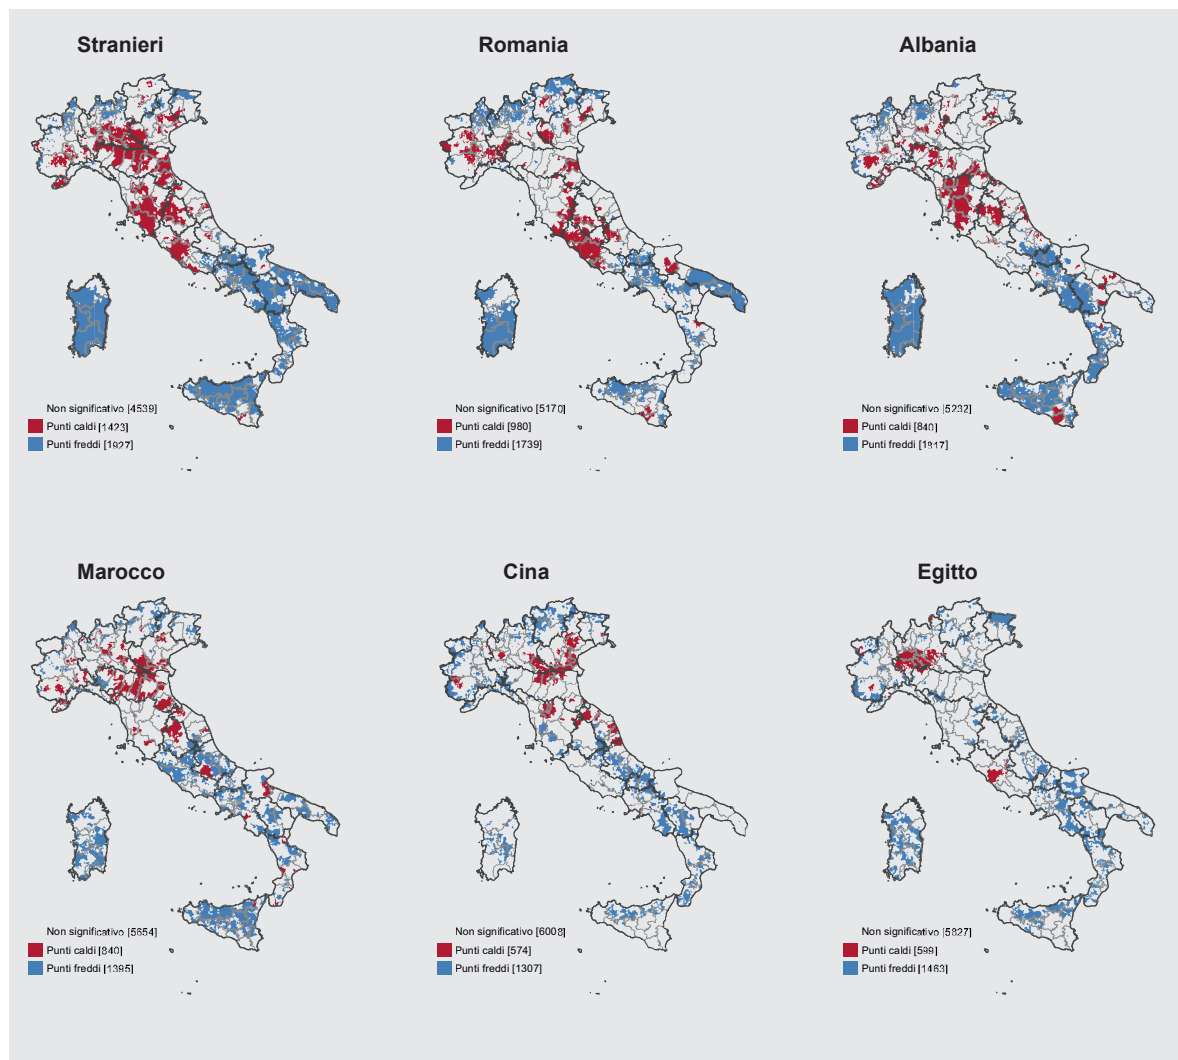 Stranieri
Romania
Albania
Non significativo [4539]
Punti caldi [1423]
Punti freddi [1927]
Non significativo [5170]
Punti caldi [980]
Punti freddi [1739]
Non significativo [5232]
Punti caldi [840]
Punti freddi [1817]
Marocco
Cina
Egitto
Non significativo [5654]
Punti caldi [840]
Punti freddi [1395]
Non significativo [6008]
Punti caldi [574]
Punti freddi [1307]
Non significativo [5827]
Punti caldi [599]
Punti freddi [1463]